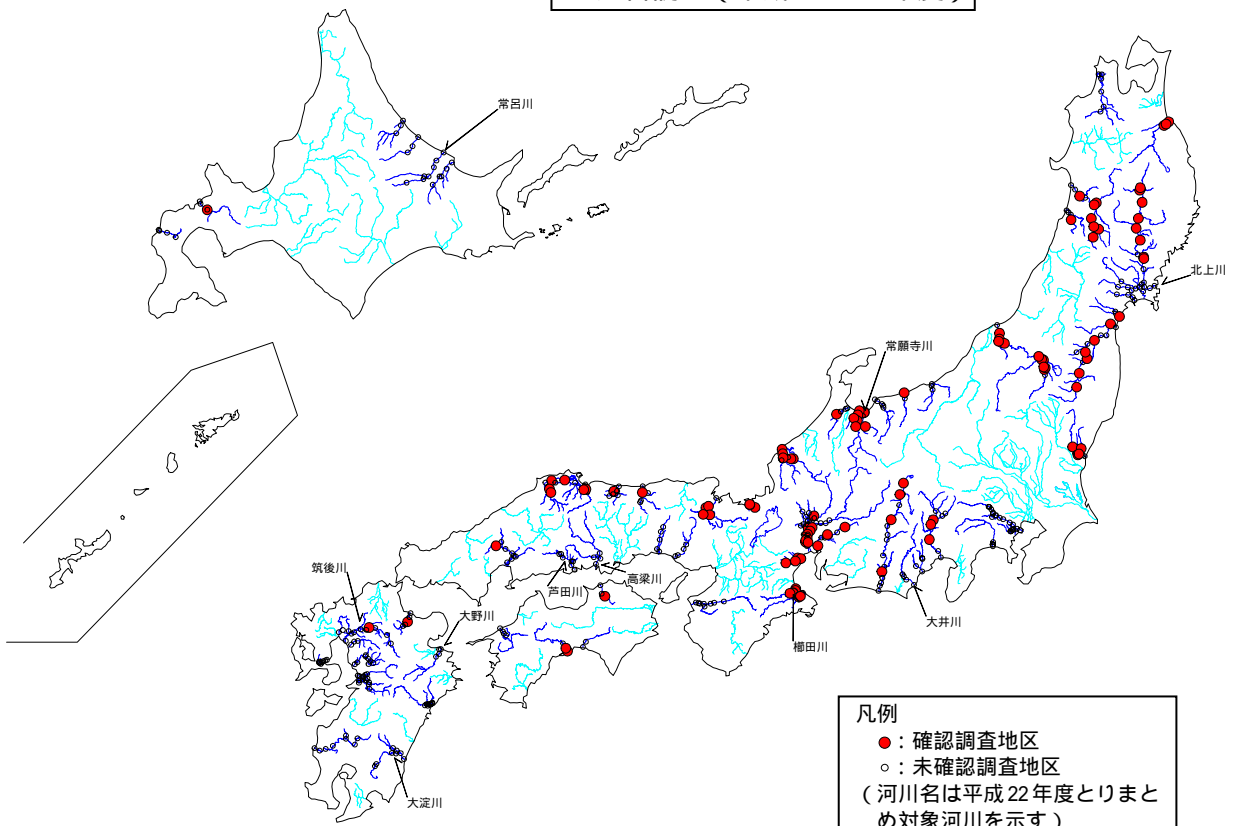 常呂川
北上川
常願寺川
筑後川
芦田川
高梁川
大野川
大井川
櫛田川
大淀川
凡例
●：確認調査地区
○：未確認調査地区
(河川名は平成22年度とりまと
め対象河川を示す)